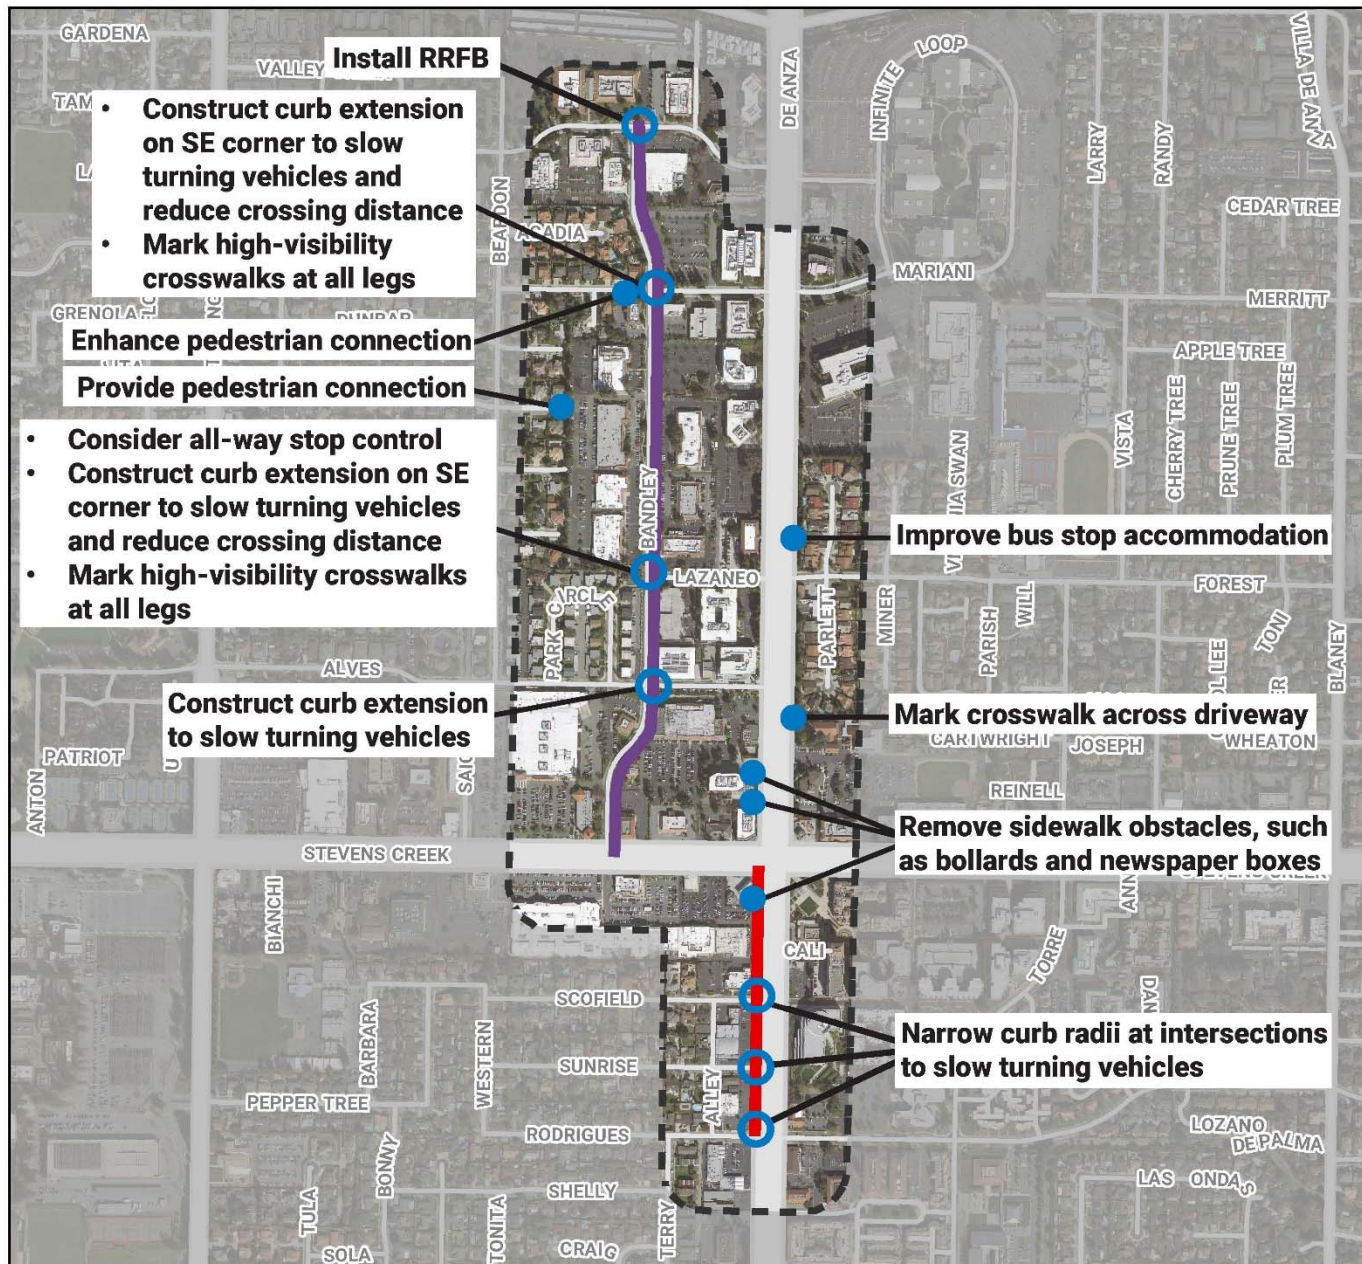 GARDENA
VALLEY
Install RRFB
• Construct curb extension
on SE corner to slow
turning vehicles and
reduce crossing distance
• Mark high-visibility
crosswalks at all legs
Enhance pedestrian connection
Provide pedestrian connection
• Consider all-way stop control
• Construct curb extension on SE
corner to slow turning vehicles
and reduce crossing distance
• Mark high-visibility crosswalks
at all legs
Construct curb extension
to slow turning vehicles
Improve bus stop accommodation
Mark crosswalk across driveway
Remove sidewalk obstacles, such
as bollards and newspaper boxes
Narrow curb radii at intersections
to slow turning vehicles
DE ANZA
INFINITE LOOP
LARRY
RANDY
CEDAR TREE
MARIANI
MERRITT
APPLE TREE
CHERRY TREE
PRUNE TREE
PLUM TREE
VISTA
BEARDON
ACADIA
GRENOLA
DUNBAR
BANDLEY
LAZANEO
PARK CIRCLE
ALVES
PARLETT
MINER
PARISH
WILL
FOREST
TONI
BLANEY
CARTWRIGHT
JOSEPH
WHEATON
REINELL
PATRIOT
ANTON
STEVENS CREEK
BIANCHI
CALI
TORRE
SCOFIELD
SUNRISE
ALLEY
BARBARA
WESTERN
PEPPER TREE
RODRIGUES
BONNY
TULA
SOLA
TONITA
SHELLY
CRAIG
TERRY
LOZANO
DE PALMA
LAS ONDAS